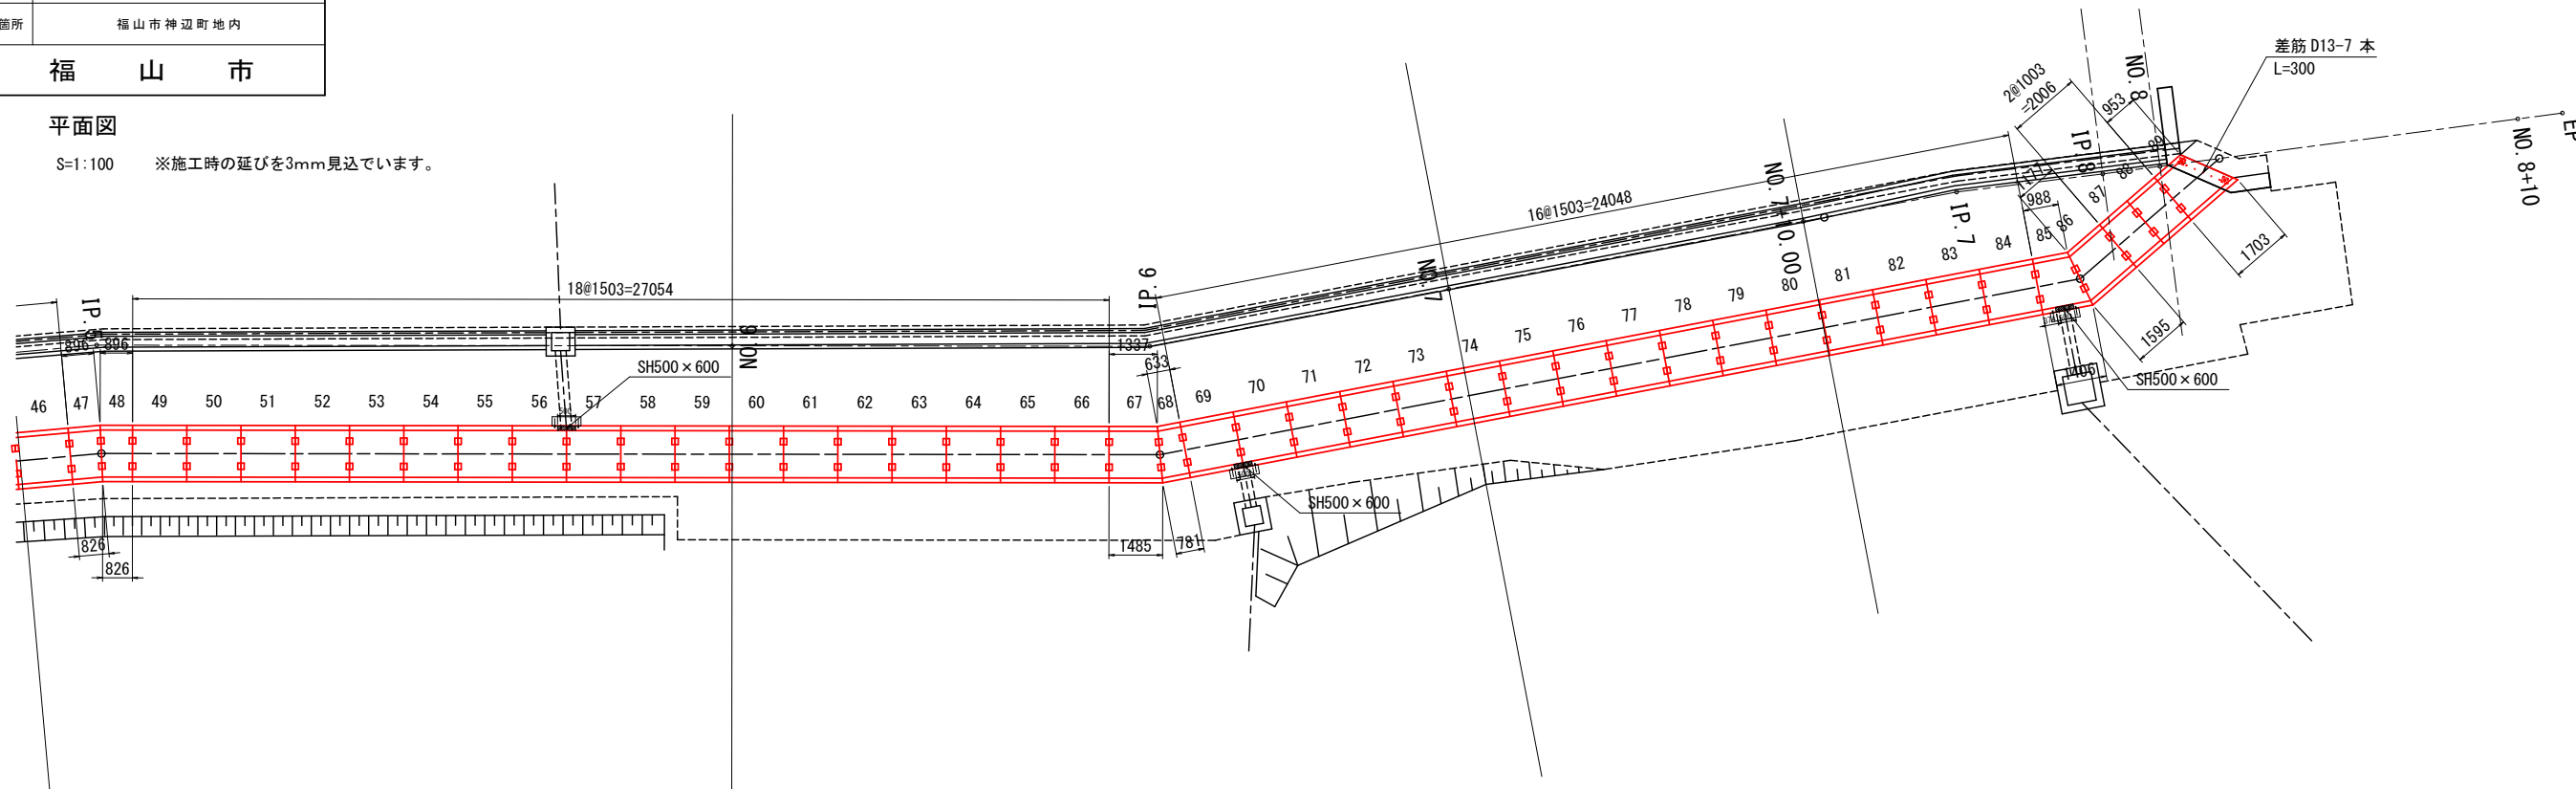 箇所
福山市神辺町地内
福山市
平面図
S=1:100 ※施工時の延びを3mm見込でいます。
差筋 D13-7 本
L=300
2@1003
=2006
953
NO. 8
IP. 8
EP
NO. 8+10
16@1503=24048
NO. 7+10.00
IP. 7
988
1703
1595
18@1503=27054
IP. 5
896
896
NO. 6
IP. 6
1337
633
NO. 7
SH500×600
SH500×600
SH500×600
406
46 47 48 49 50 51 52 53 54 55 56 57 58 59 60 61 62 63 64 65 66 67 68 69 70 71 72 73 74 75 76 77 78 79 80 81 82 83 84 85 86 87 88 89
826
826
1485
781